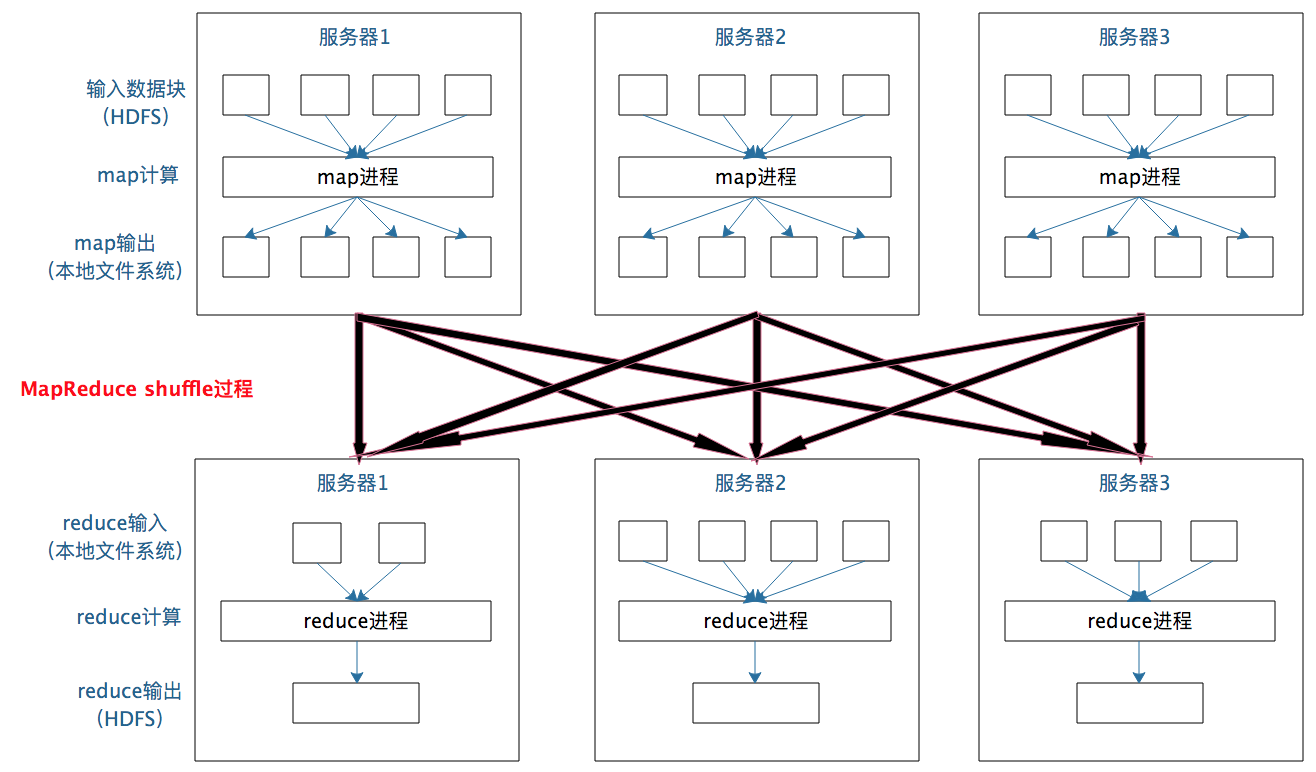 服务器1
服务器2
服务器3
输入数据块
(HDFS)
map计算
map进程
map进程
map进程
map输出
(本地文件系统)
MapReduce shuffle过程
服务器1
服务器2
服务器3
reduce输入
(本地文件系统)
reduce计算
reduce进程
reduce进程
reduce进程
reduce输出
(HDFS)